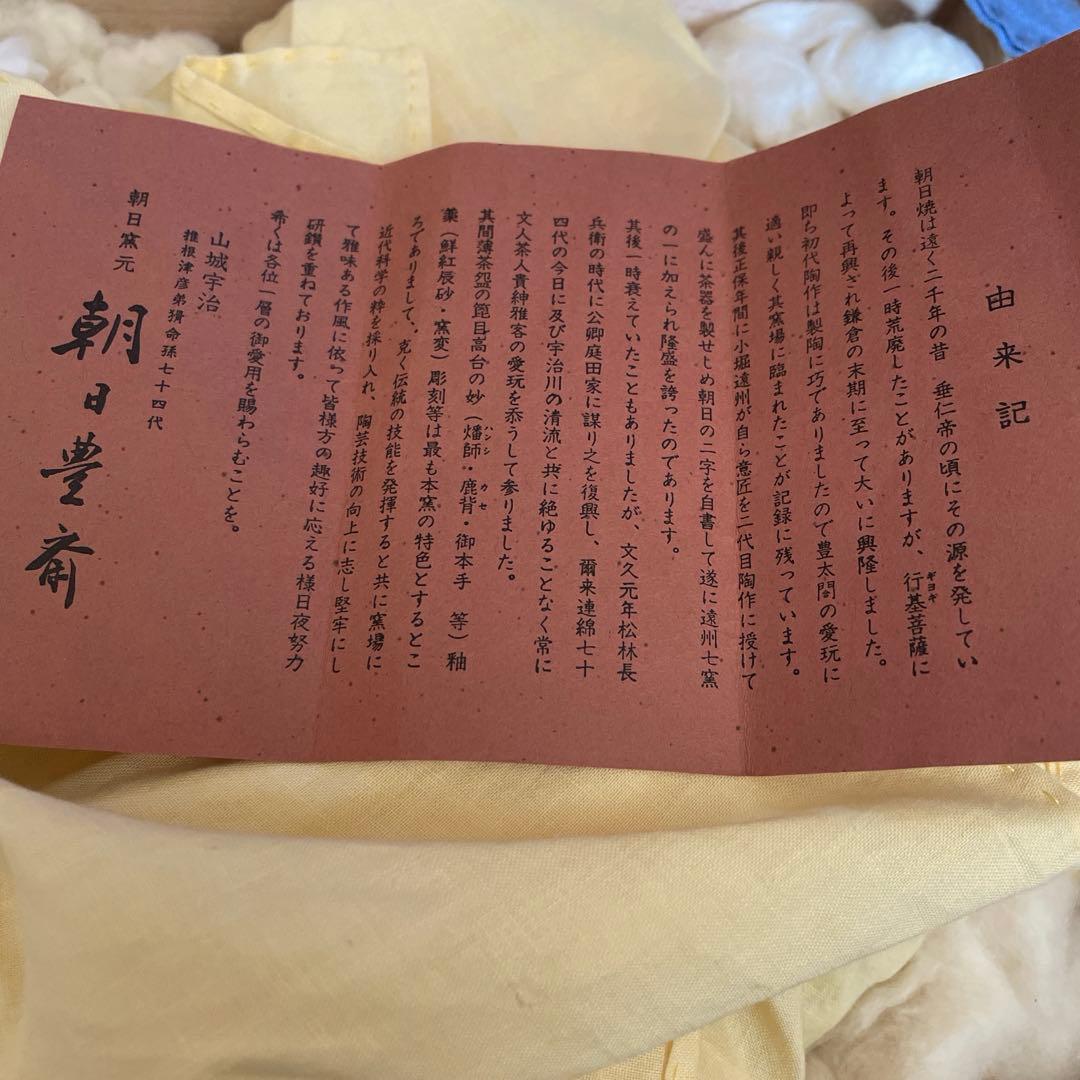 由来記
朝日焼は遠く二千年の昔　垂仁帝の頃にその源を発してい
ます。その後一時荒廃したことがありますが、行基菩薩に
ギヨギ
よって再興され鎌倉の末期に至って大いに興隆しました。
即ち初代陶作は製陶に巧でありましたので豊太閤の愛玩に
適い親しく其窯場に臨まれたことが記録に残っています。
其後正保年間に小堀遠州が自ら意匠を二代目陶作に授けて
盛んに茶器を製せしめ朝日の二字を自書して遂に遠州七窯
の一に加えられ隆盛を誇ったのであります。
其後一時衰えていたこともありましたが、文久元年松林長
兵衛の時代に公卿庭田家に謀り之を復興し、爾来連綿七十
四代の今日に及び宇治川の清流と共に絶ゆることなく常に
文人茶人貴紳雅客の愛玩を忝うして参りました。
其間薄茶盌の箆目高台の妙（燔師・鹿背・御本手　等）釉
ハンシ　カセ
薬（鮮紅辰砂・窯変）彫刻等は最も本窯の特色とするとこ
ろでありまして、克く伝統の技能を発揮すると共に窯場に
近代科学の粋を採り入れ、陶芸技術の向上に志し堅牢にし
て雅味ある作風に依って皆様方の趣好に応える様日夜努力
研鑽を重ねております。
希くは各位一層の御愛用を賜わらむことを。
山城宇治
稚根津彦弟猾命孫七十四代
朝日窯元　朝日豊斎